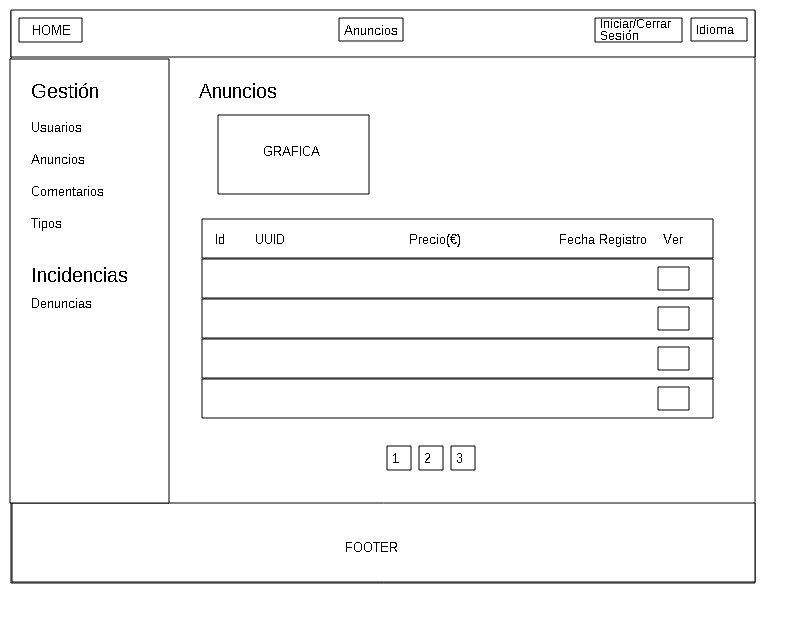 HOME
Anuncios
Iniciar/Cerrar
Sesión
Idioma
Gestión
Usuarios
Anuncios
Comentarios
Tipos
Incidencias
Denuncias
Anuncios
GRAFICA
Id UUID Precio(€) Fecha Registro Ver
1 2 3
FOOTER